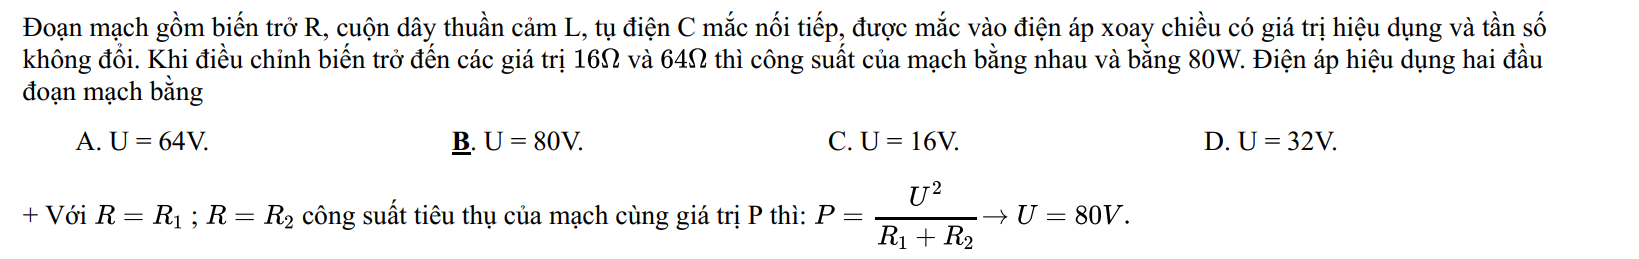 Đoạn mạch gồm biến trở R, cuộn dây thuần cảm L, tụ điện C mắc nối tiếp, được mắc vào điện áp xoay chiều có giá trị hiệu dụng và tần số
không đổi. Khi điều chỉnh biến trở đến các giá trị 16Ω và 64Ω thì công suất của mạch bằng nhau và bằng 80W. Điện áp hiệu dụng hai đầu
đoạn mạch bằng
A. U = 64V. B. U = 80V. C. U = 16V. D. U = 32V.
+ Với $R = R_1$ ; $R = R_2$ công suất tiêu thụ của mạch cùng giá trị P thì: $P = \dfrac{U^2}{R_1 + R_2} \rightarrow U = 80V.$